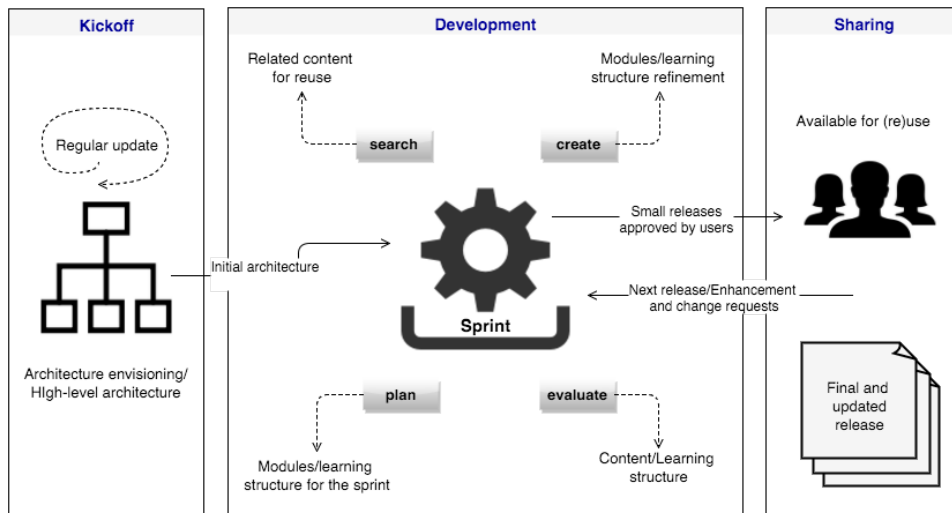 Kickoff
Regular update
Architecture envisioning/
HIgh-level architecture
Initial architecture
Development
Related content
for reuse
search
Modules/learning
structure refinement
create
Sprint
plan
Modules/learning
structure for the sprint
evaluate
Content/Learning
structure
Small releases
approved by users
Next release/Enhancement
and change requests
Sharing
Available for (re)use
Final and
updated
release